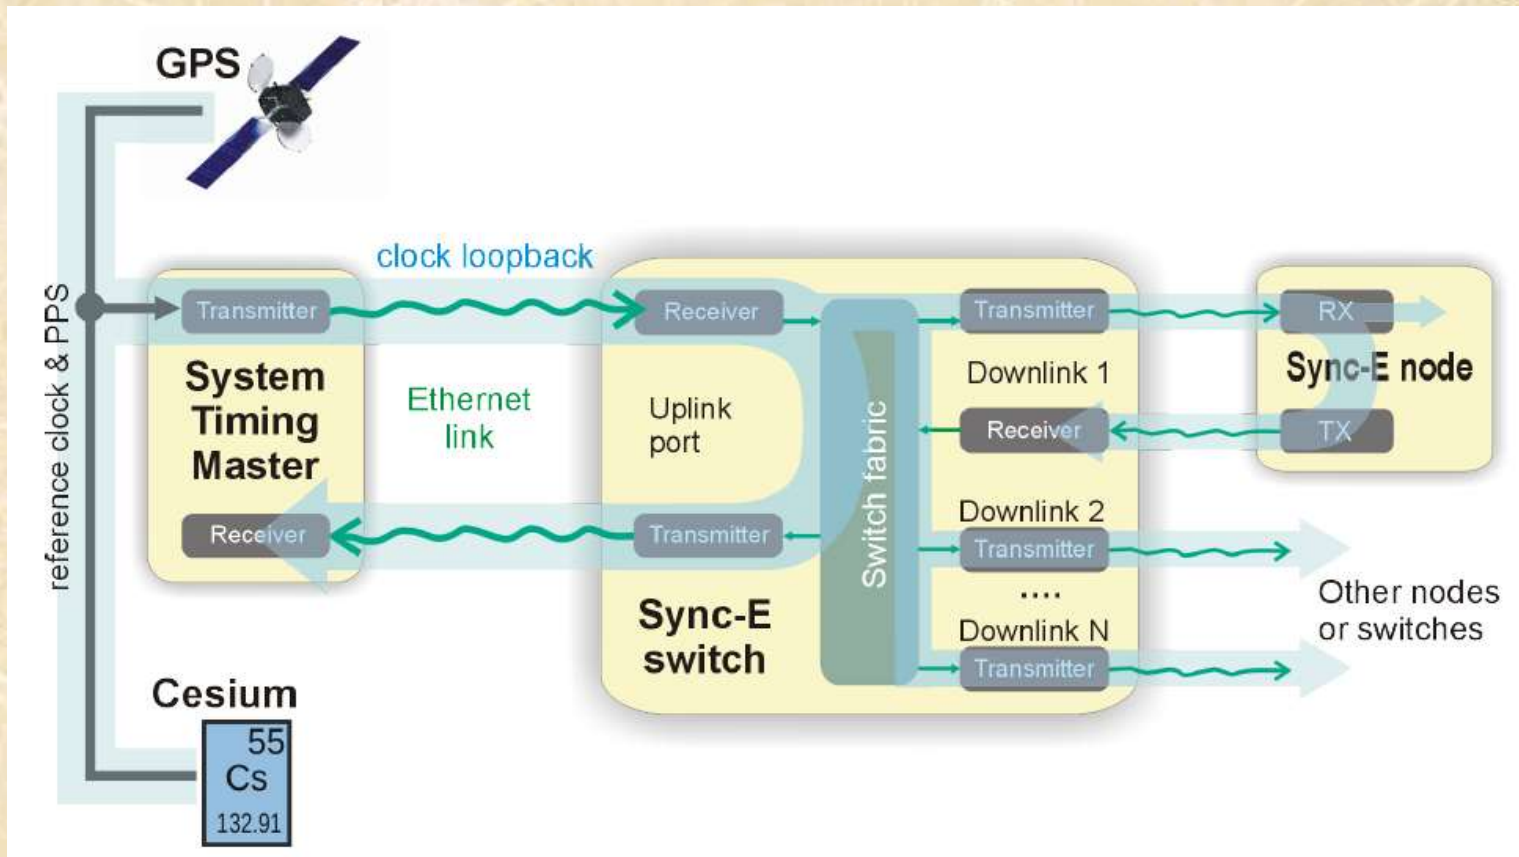 GPS
clock loopback
reference clock & PPS
Transmitter
System
Timing
Master
Receiver
Ethernet
link
Receiver
Uplink
port
Transmitter
Sync-E
switch
Switch fabric
Transmitter
Downlink 1
Receiver
Downlink 2
Transmitter
....
Downlink N
Transmitter
RX
Sync-E node
TX
Other nodes
or switches
Cesium
55
Cs
132.91